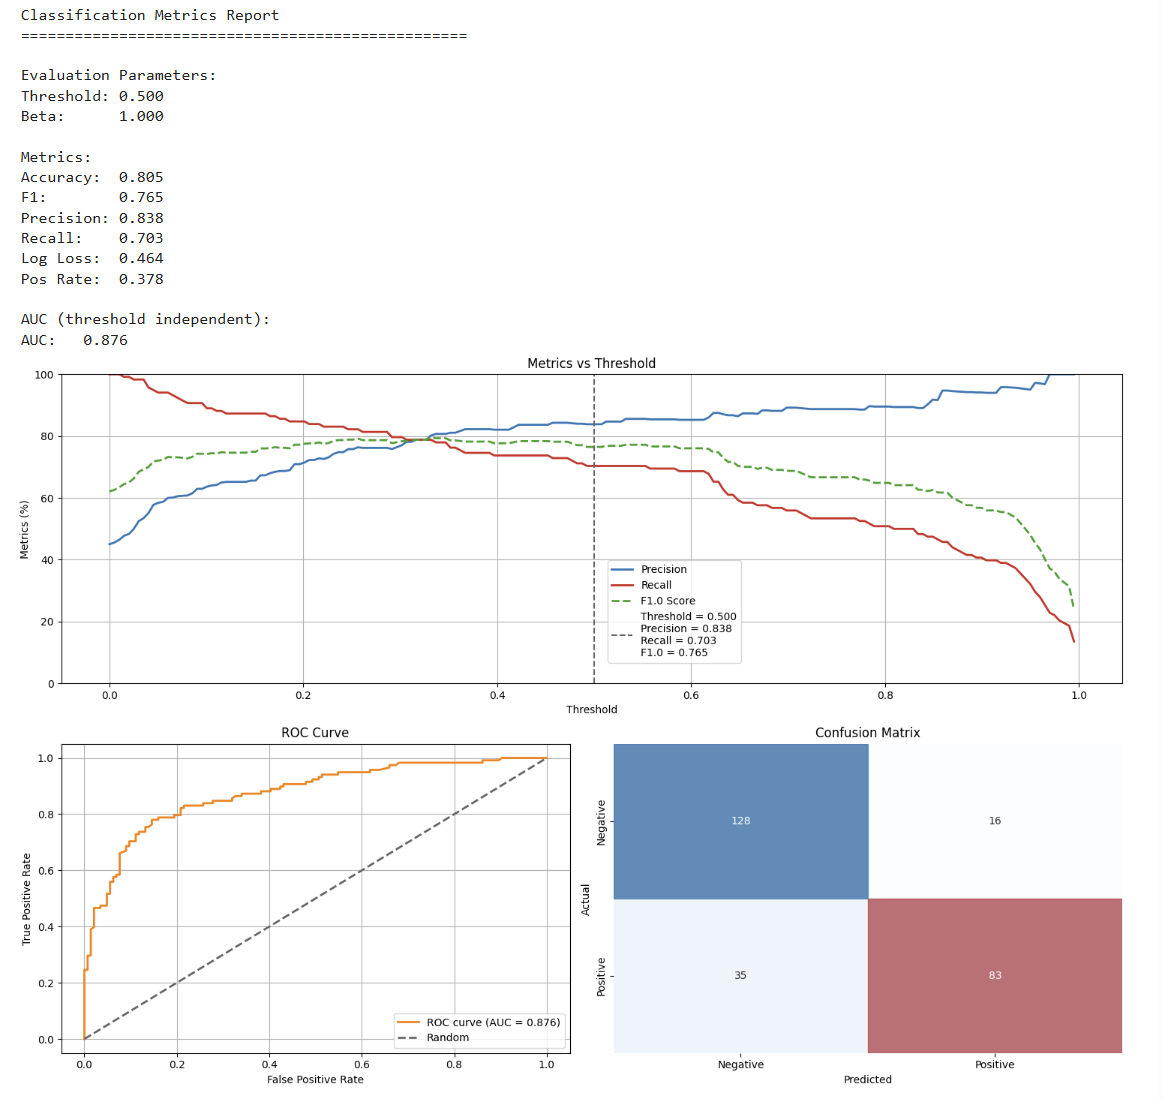 Classification Metrics Report
==================================================
Evaluation Parameters:
Threshold: 0.500
Beta:      1.000
Metrics:
Accuracy:  0.805
F1:        0.765
Precision: 0.838
Recall:    0.703
Log Loss:  0.464
Pos Rate:  0.378
AUC (threshold independent):
AUC:   0.876
Metrics vs Threshold
100
80
60
40
20
0
Metrics (%)
0.0 0.2 0.4 0.6 0.8 1.0
Threshold
Precision
Recall
F1.0 Score
Threshold = 0.500
Precision = 0.838
Recall = 0.703
F1.0 = 0.765
ROC Curve
1.0
0.8
0.6
0.4
0.2
0.0
True Positive Rate
0.0 0.2 0.4 0.6 0.8 1.0
False Positive Rate
ROC curve (AUC = 0.876)
Random
Confusion Matrix
Actual
Negative
128 16
Positive
35 83
Negative Positive
Predicted